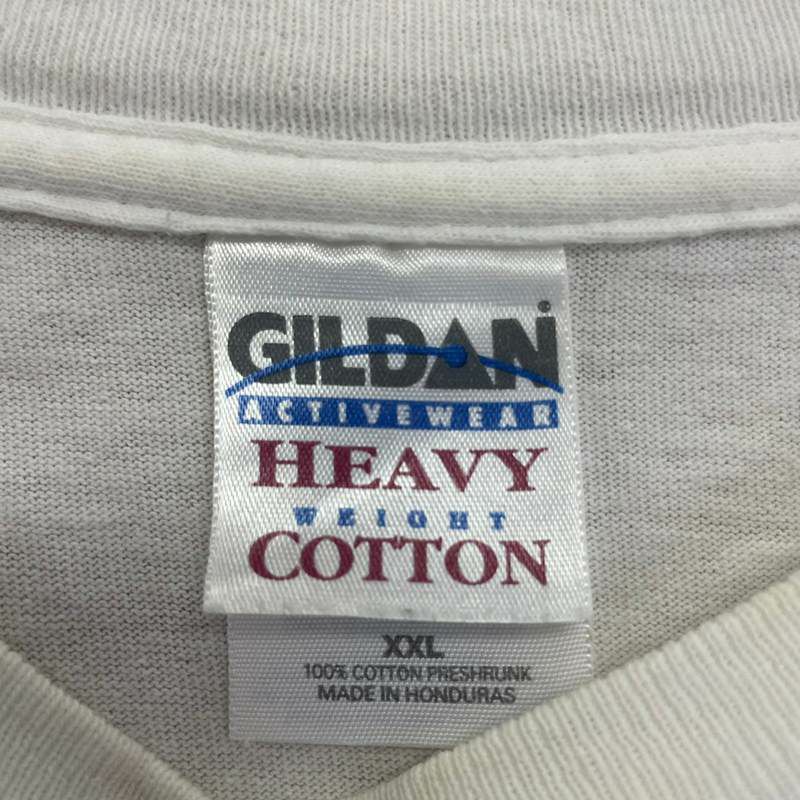 GILDAN
ACTIVEWEAR
HEAVY
WEIGHT
COTTON
XXL
100% COTTON PRESHRUNK
MADE IN HONDURAS